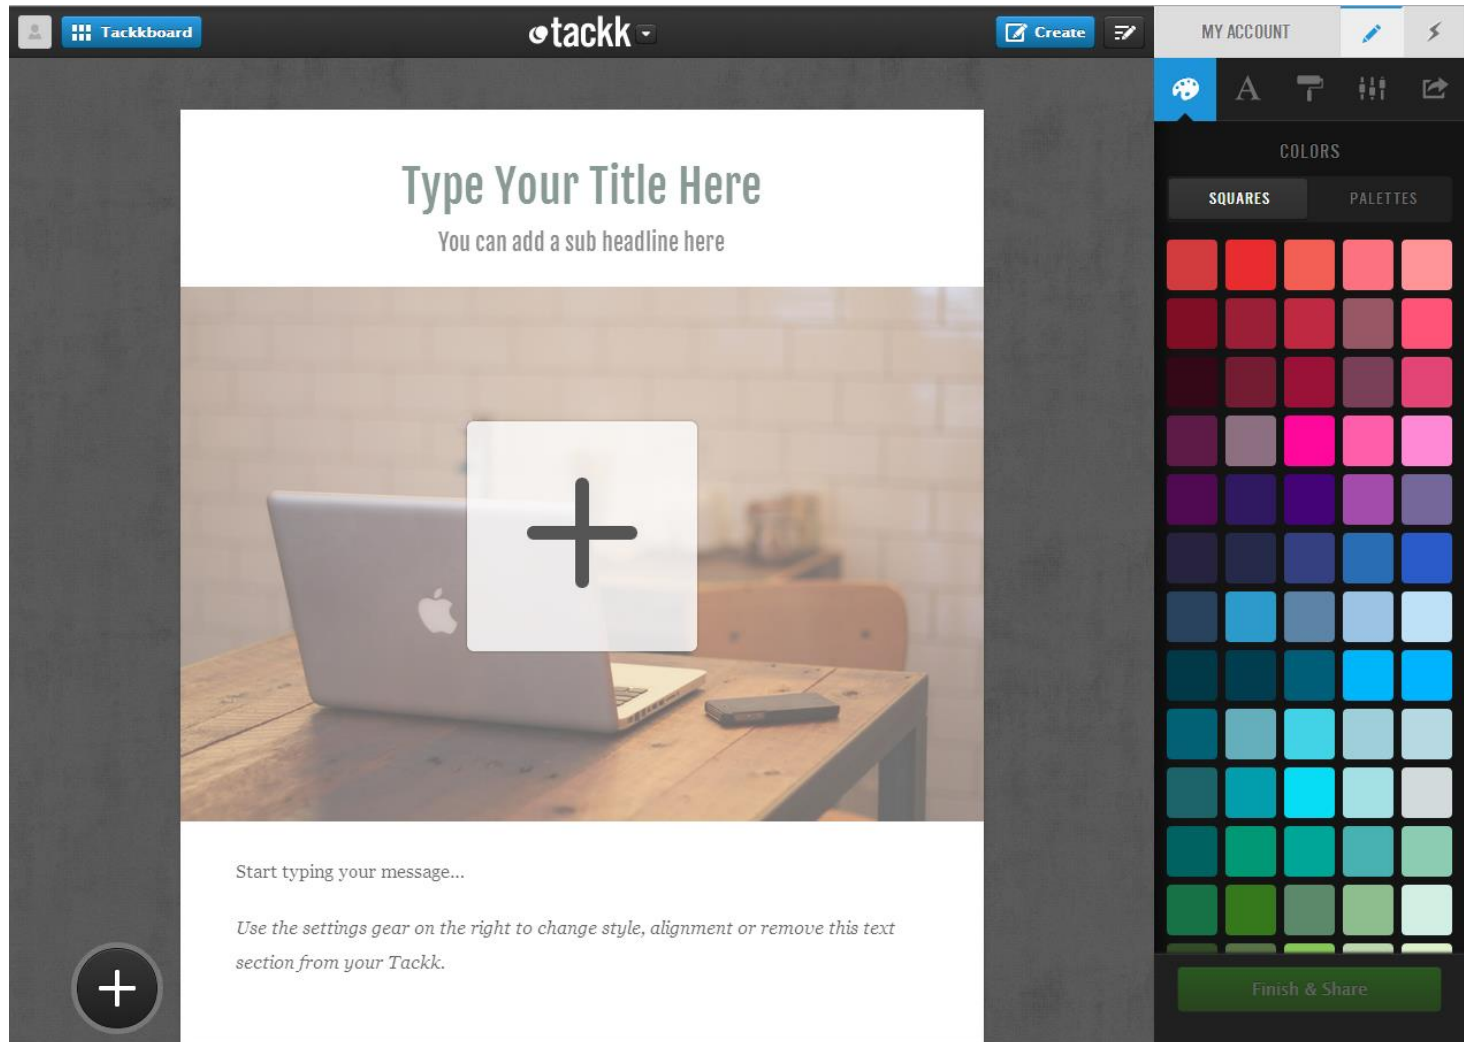 Tackkboard
tackk
Create
MY ACCOUNT
A
COLORS
SQUARES
PALETTES
Type Your Title Here
You can add a sub headline here
Start typing your message...
Use the settings gear on the right to change style, alignment or remove this text
section from your Tackk.
Finish & Share